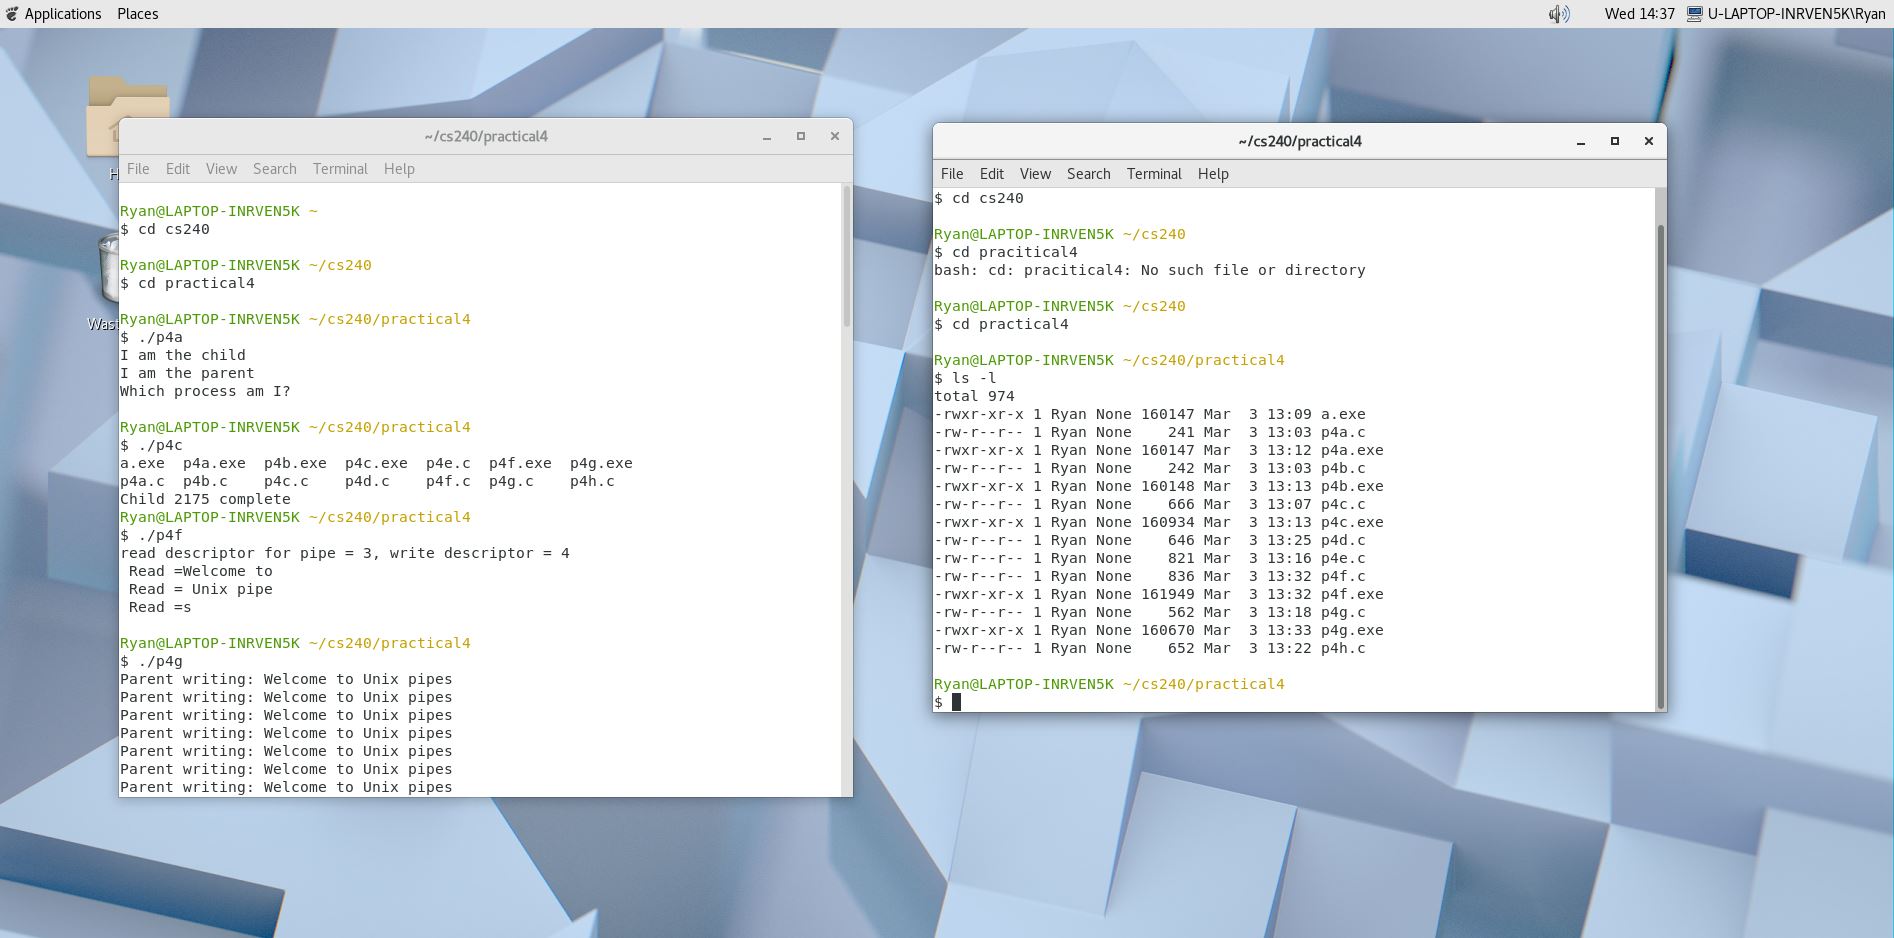 Applications Places Wed 14:37 U-LAPTOP-INRVEN5K\Ryan
~/cs240/practical4
File Edit View Search Terminal Help
Ryan@LAPTOP-INRVEN5K ~
$ cd cs240
Ryan@LAPTOP-INRVEN5K ~/cs240
$ cd practical4
Ryan@LAPTOP-INRVEN5K ~/cs240/practical4
$ ./p4a
I am the child
I am the parent
Which process am I?
Ryan@LAPTOP-INRVEN5K ~/cs240/practical4
$ ./p4c
a.exe  p4a.exe  p4b.exe  p4c.exe  p4e.c  p4f.exe  p4g.exe
p4a.c  p4b.c    p4c.c    p4d.c    p4f.c  p4g.c    p4h.c
Child 2175 complete
Ryan@LAPTOP-INRVEN5K ~/cs240/practical4
$ ./p4f
read descriptor for pipe = 3, write descriptor = 4
 Read =Welcome to
 Read = Unix pipe
 Read =s
Ryan@LAPTOP-INRVEN5K ~/cs240/practical4
$ ./p4g
Parent writing: Welcome to Unix pipes
Parent writing: Welcome to Unix pipes
Parent writing: Welcome to Unix pipes
Parent writing: Welcome to Unix pipes
Parent writing: Welcome to Unix pipes
Parent writing: Welcome to Unix pipes
Parent writing: Welcome to Unix pipes
~/cs240/practical4
File Edit View Search Terminal Help
$ cd cs240
Ryan@LAPTOP-INRVEN5K ~/cs240
$ cd pracitical4
bash: cd: pracitical4: No such file or directory
Ryan@LAPTOP-INRVEN5K ~/cs240
$ cd practical4
Ryan@LAPTOP-INRVEN5K ~/cs240/practical4
$ ls -l
total 974
-rwxr-xr-x 1 Ryan None 160147 Mar  3 13:09 a.exe
-rw-r--r-- 1 Ryan None    241 Mar  3 13:03 p4a.c
-rwxr-xr-x 1 Ryan None 160147 Mar  3 13:12 p4a.exe
-rw-r--r-- 1 Ryan None    242 Mar  3 13:03 p4b.c
-rwxr-xr-x 1 Ryan None 160148 Mar  3 13:13 p4b.exe
-rw-r--r-- 1 Ryan None    666 Mar  3 13:07 p4c.c
-rwxr-xr-x 1 Ryan None 160934 Mar  3 13:13 p4c.exe
-rw-r--r-- 1 Ryan None    646 Mar  3 13:25 p4d.c
-rw-r--r-- 1 Ryan None    821 Mar  3 13:16 p4e.c
-rw-r--r-- 1 Ryan None    836 Mar  3 13:32 p4f.c
-rwxr-xr-x 1 Ryan None 161949 Mar  3 13:32 p4f.exe
-rw-r--r-- 1 Ryan None    562 Mar  3 13:18 p4g.c
-rwxr-xr-x 1 Ryan None 160670 Mar  3 13:33 p4g.exe
-rw-r--r-- 1 Ryan None    652 Mar  3 13:22 p4h.c
Ryan@LAPTOP-INRVEN5K ~/cs240/practical4
$